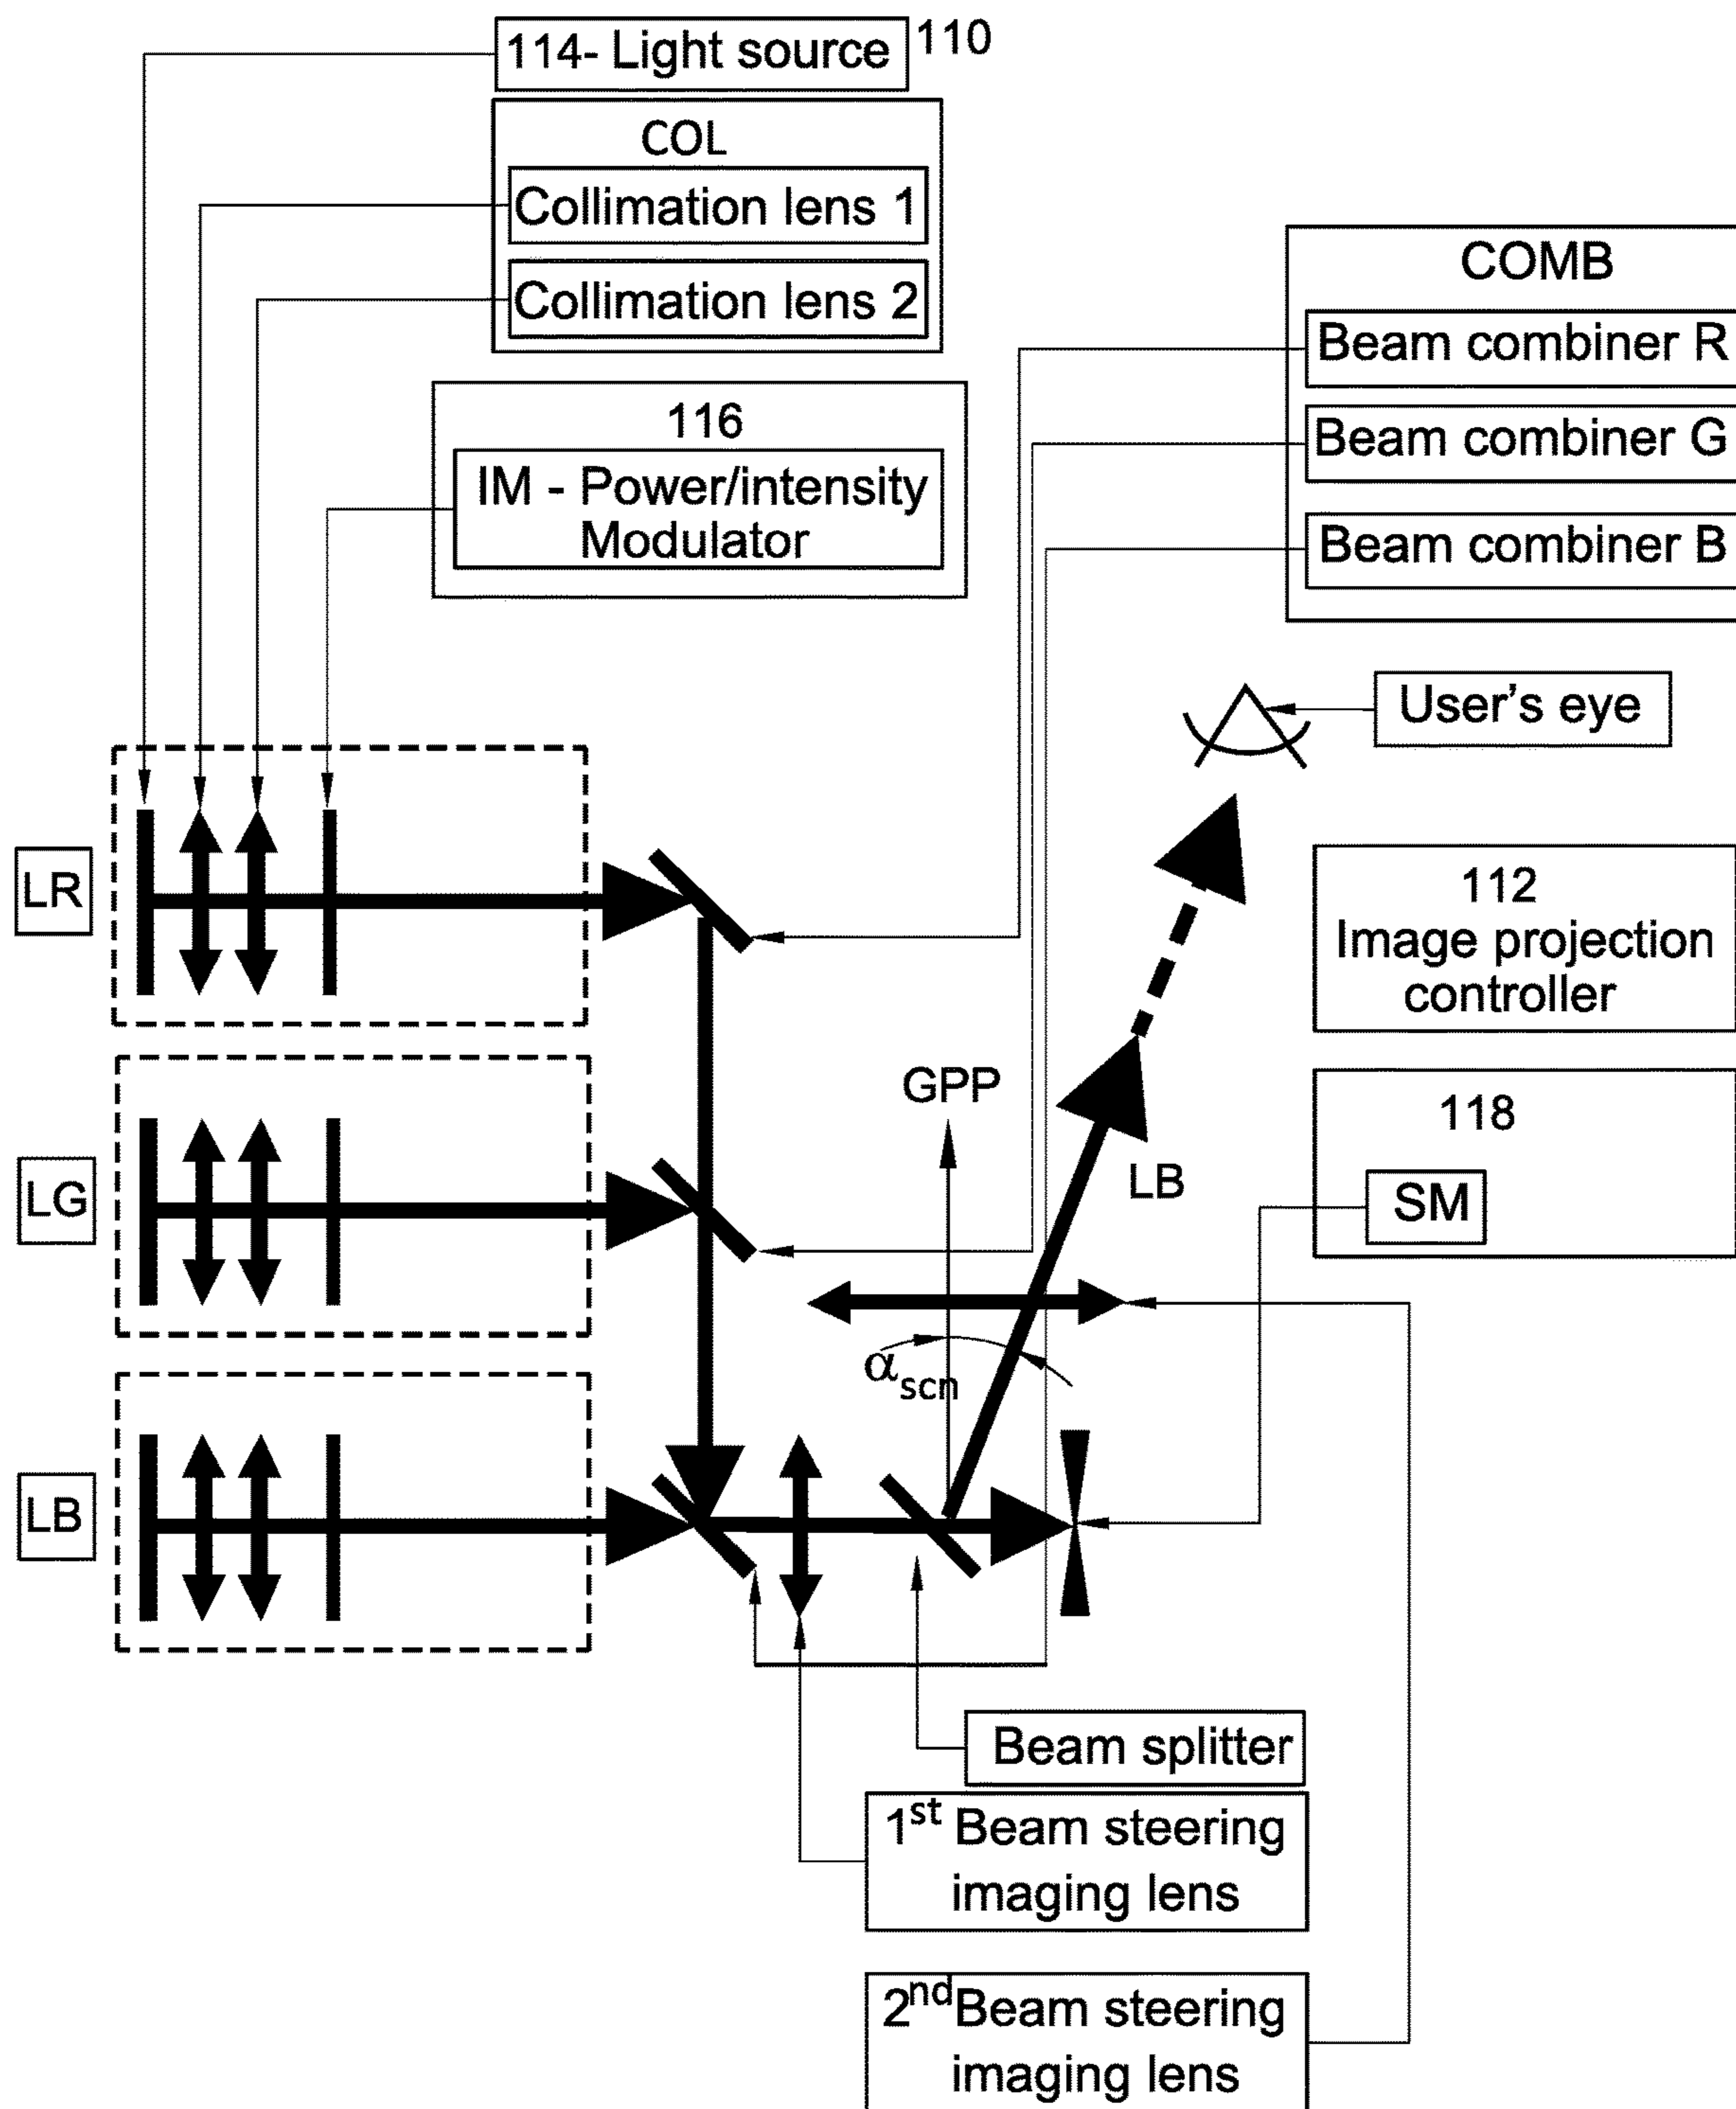 114- Light source
110
COL
Collimation lens 1
Collimation lens 2
COMB
Beam combiner R
Beam combiner G
Beam combiner B
116
IM - Power/intensity
Modulator
User's eye
LR
112
Image projection
controller
GPP
LB
118
SM
LG
αscn
LB
Beam splitter
1st Beam steering
imaging lens
2nd Beam steering
imaging lens